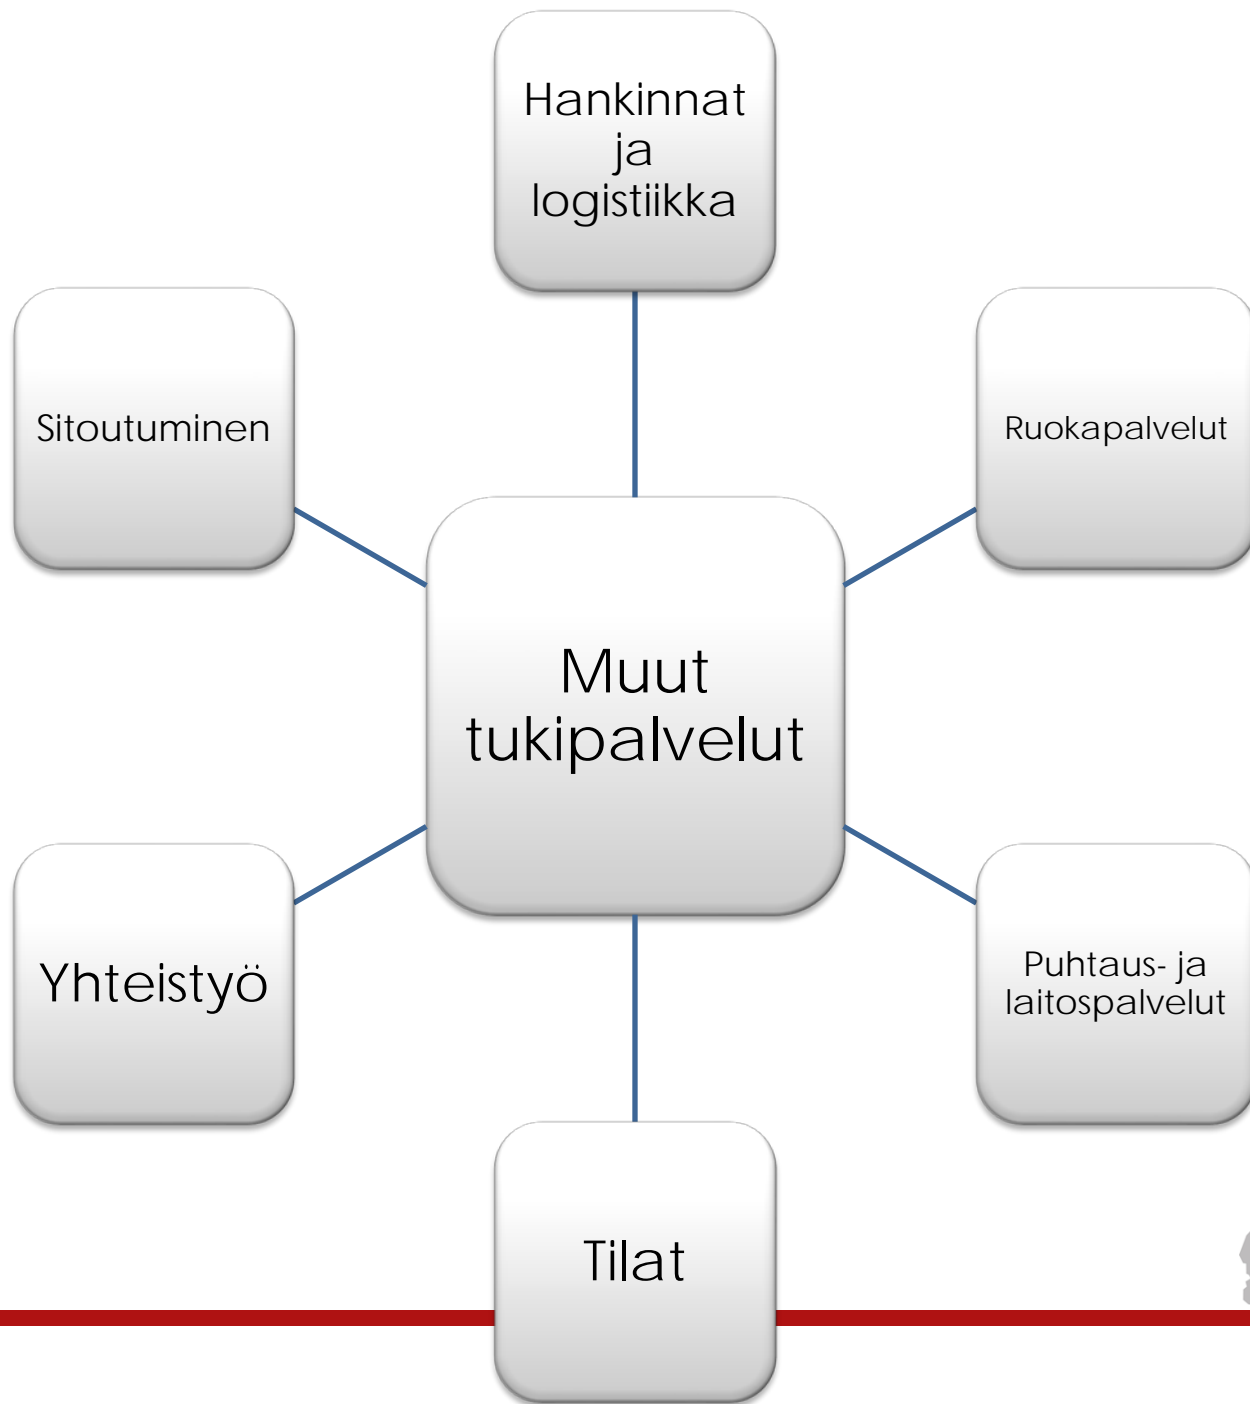 Hankinnat
ja
logistiikka
Sitoutuminen
Ruokapalvelut
Muut
tukipalvelut
Yhteistyö
Puhtaus- ja
laitospalvelut
Tilat